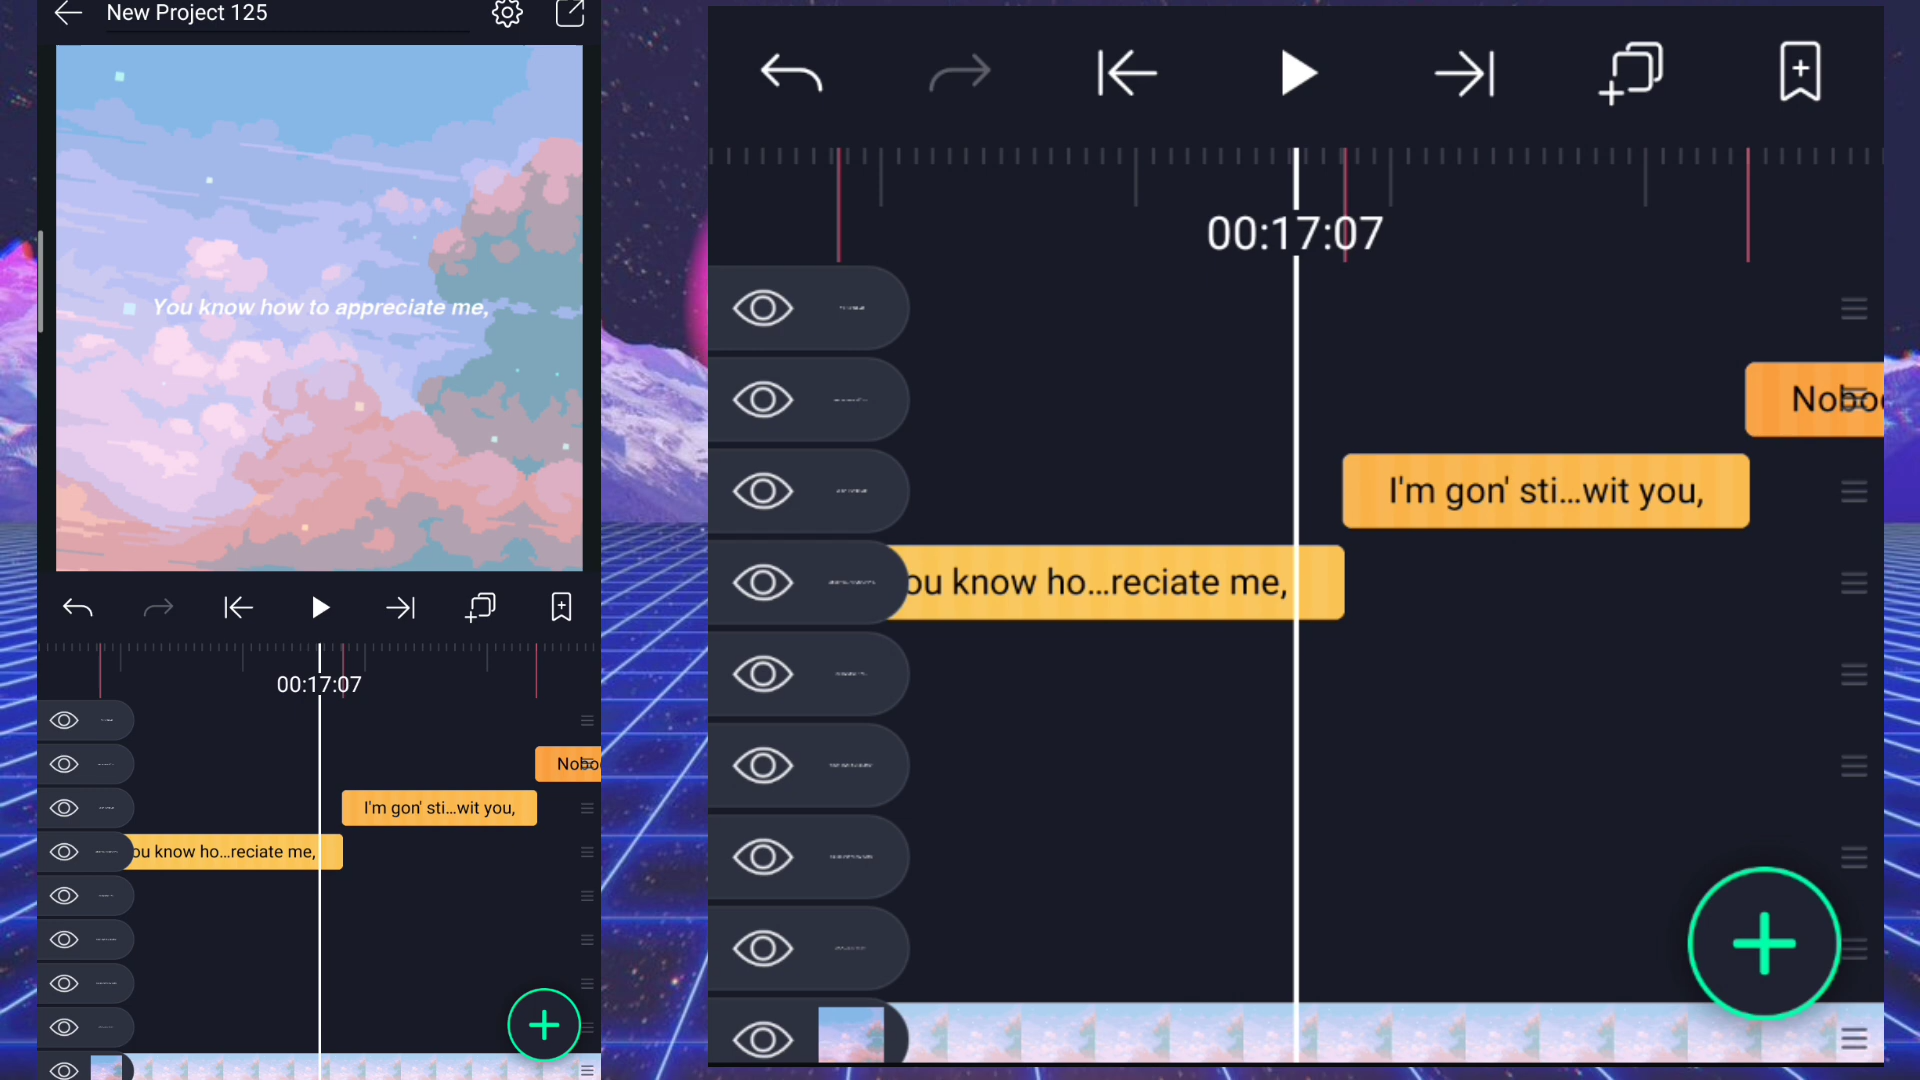 New Project 125
You know how to appreciate me,
00:17:07
Nobo
I'm gon' sti...wit you,
ou know ho...reciate me,
00:17:07
Nobo
I'm gon' sti...wit you,
ou know ho...reciate me,